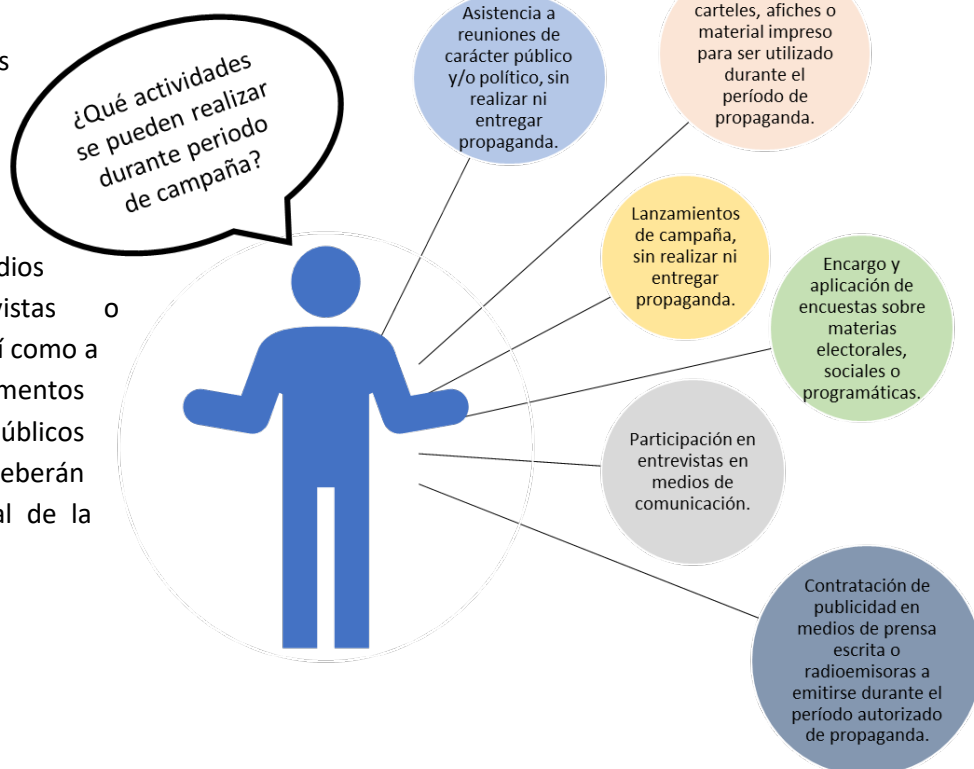 s
dios
vistas o
í como a
mentos
úblicos
eberán
al de la
¿Qué actividades
se pueden realizar
durante periodo
de campaña?
Asistencia a
reuniones de
carácter público
y/o político, sin
realizar ni
entregar
propaganda.
carteles, afiches o
material impreso
para ser utilizado
durante el
período de
propaganda.
Lanzamientos
de campaña,
sin realizar ni
entregar
propaganda.
Encargo y
aplicación de
encuestas sobre
materias
electorales,
sociales o
programáticas.
Participación en
entrevistas en
medios de
comunicación.
Contratación de
publicidad en
medios de prensa
escrita o
radioemisoras a
emitirse durante el
período autorizado
de propaganda.